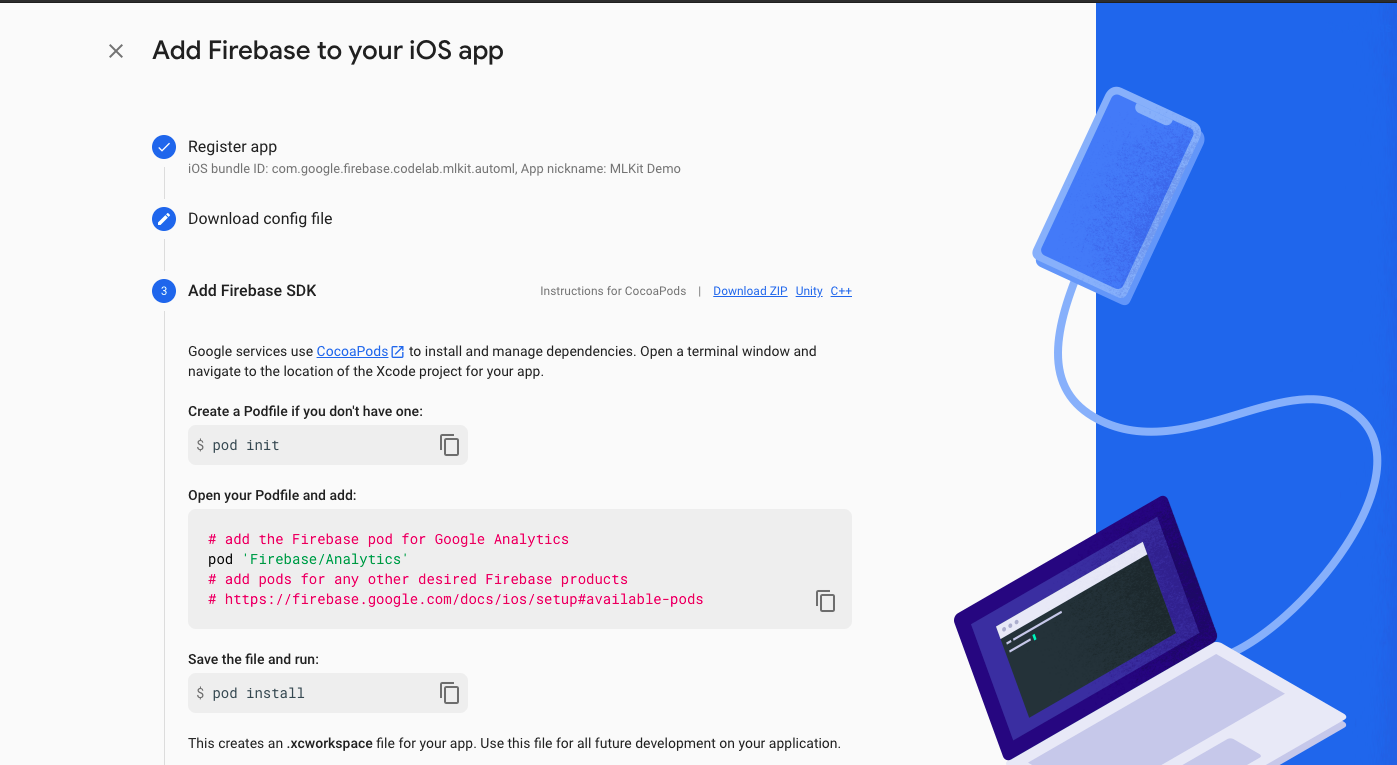 Add Firebase to your iOS app
Register app
iOS bundle ID: com.google.firebase.codelab.mlkit.automl, App nickname: MLKit Demo
Download config file
3 Add Firebase SDK Instructions for CocoaPods | Download ZIP Unity C++
Google services use CocoaPods to install and manage dependencies. Open a terminal window and
navigate to the location of the Xcode project for your app.
Create a Podfile if you don't have one:
$ pod init
Open your Podfile and add:
# add the Firebase pod for Google Analytics
pod 'Firebase/Analytics'
# add pods for any other desired Firebase products
# https://firebase.google.com/docs/ios/setup#available-pods
Save the file and run:
$ pod install
This creates an .xcworkspace file for your app. Use this file for all future development on your application.